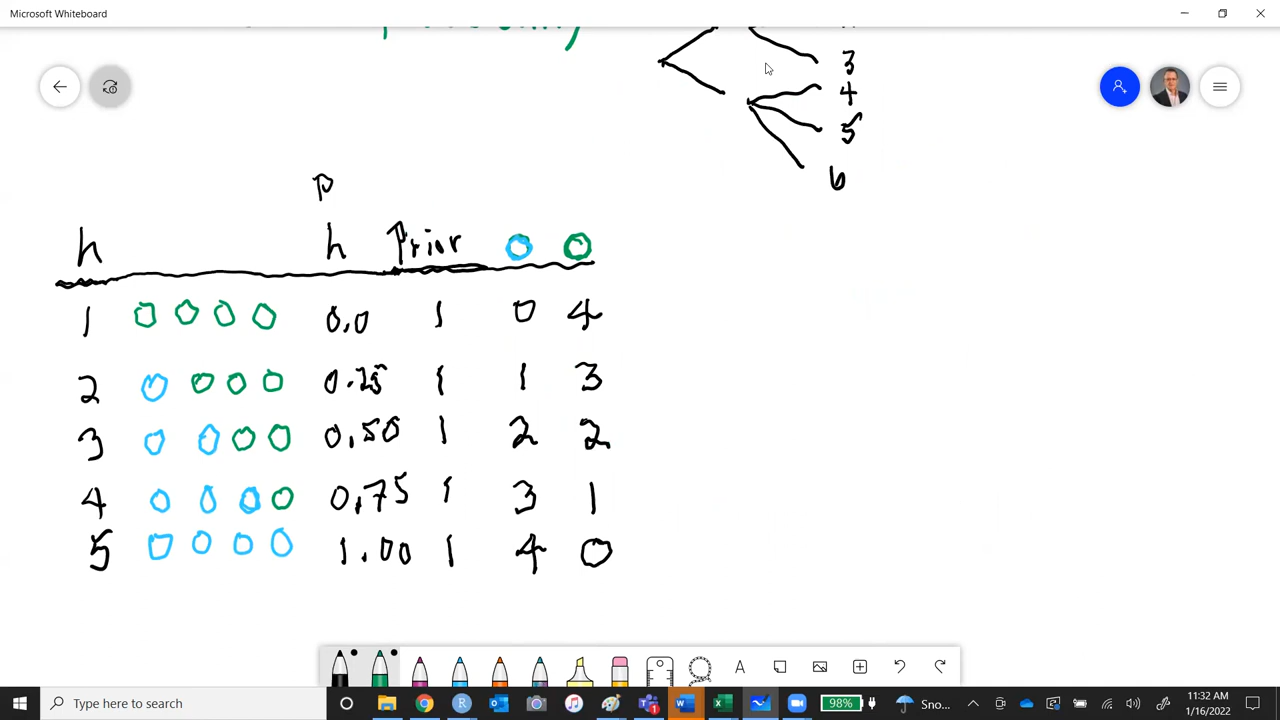 Microsoft Whiteboard
3
4
5
6
P
h h Prior
1 0.0 1 0 4
2 0.25 1 1 3
3 0.50 1 2 2
4 0.75 1 3 1
5 1.00 1 4 0
A
Type here to search
98%
Sno...
11:32 AM
1/16/2022